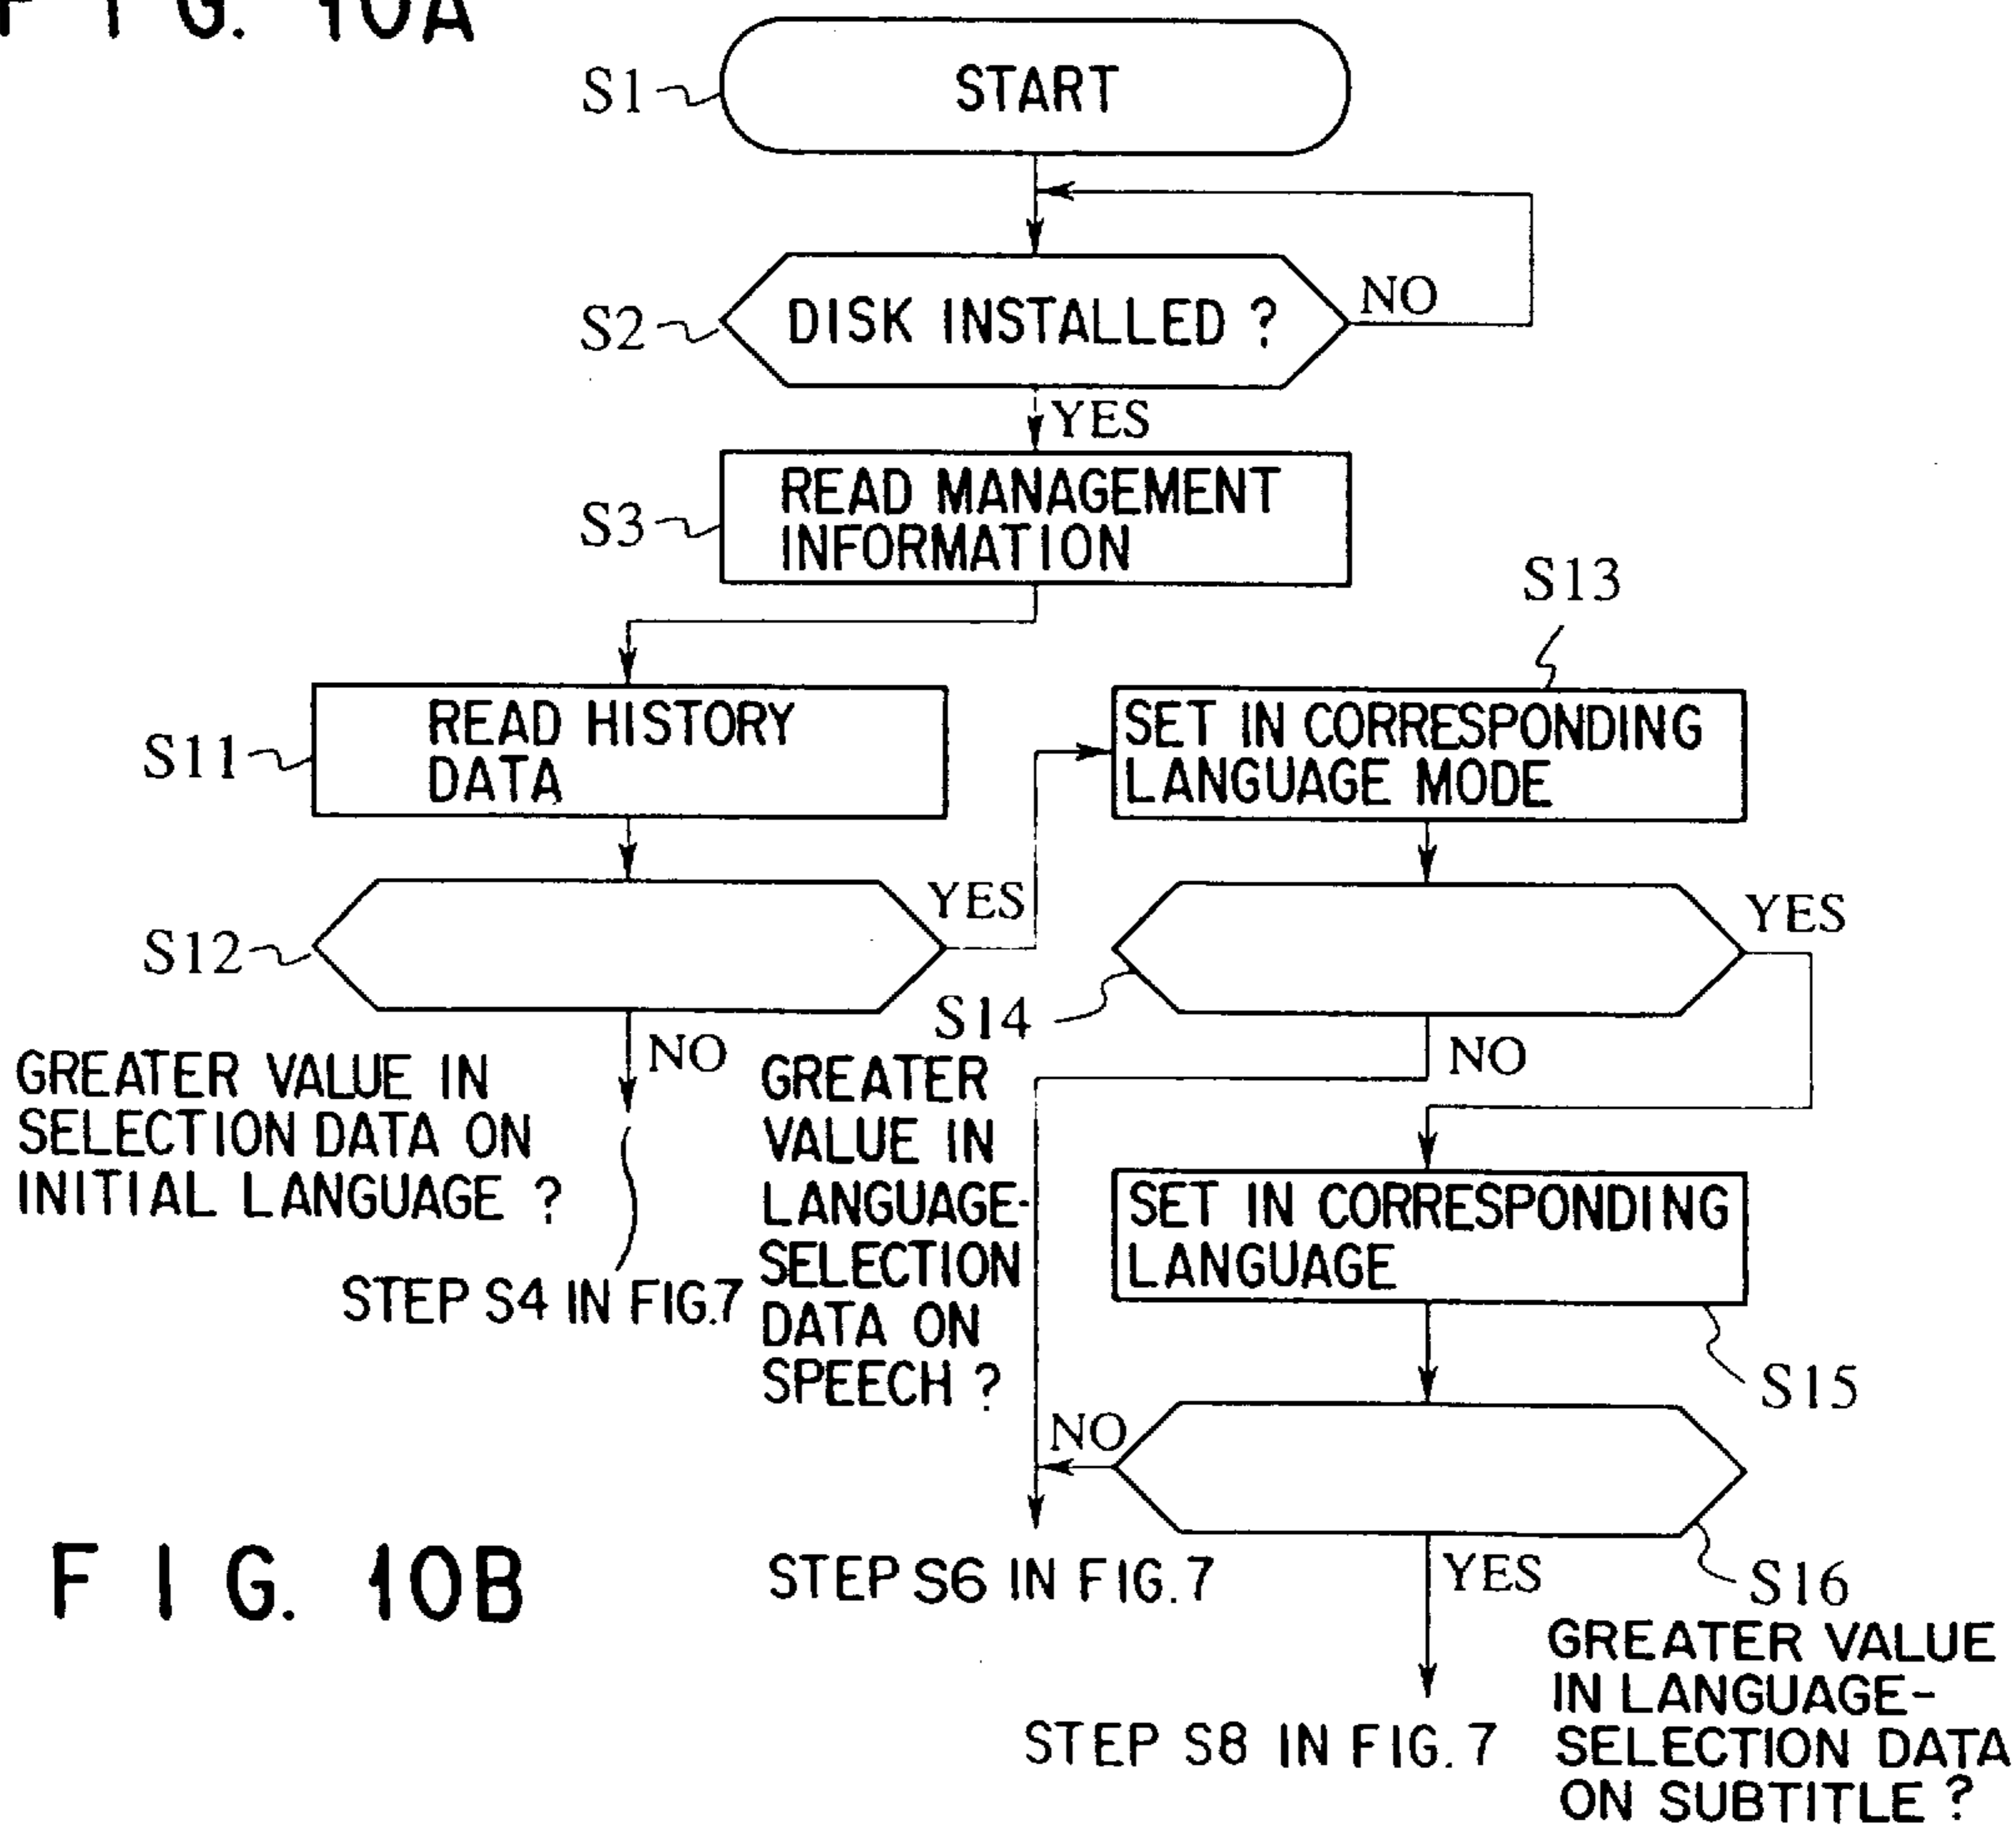 FIG. 10A
S1
START
S2
DISK INSTALLED ?
NO
YES
S3
READ MANAGEMENT
INFORMATION
S11
READ HISTORY
DATA
S13
SET IN CORRESPONDING
LANGUAGE MODE
S12
YES
NO
GREATER VALUE IN
SELECTION DATA ON
INITIAL LANGUAGE ?
STEP S4 IN FIG.7
S14
YES
NO
GREATER
VALUE IN
LANGUAGE-
SELECTION
DATA ON
SPEECH ?
SET IN CORRESPONDING
LANGUAGE
S15
NO
STEP S6 IN FIG.7
YES
S16
GREATER VALUE
IN LANGUAGE-
SELECTION DATA
ON SUBTITLE ?
STEP S8 IN FIG.7
FIG. 10B